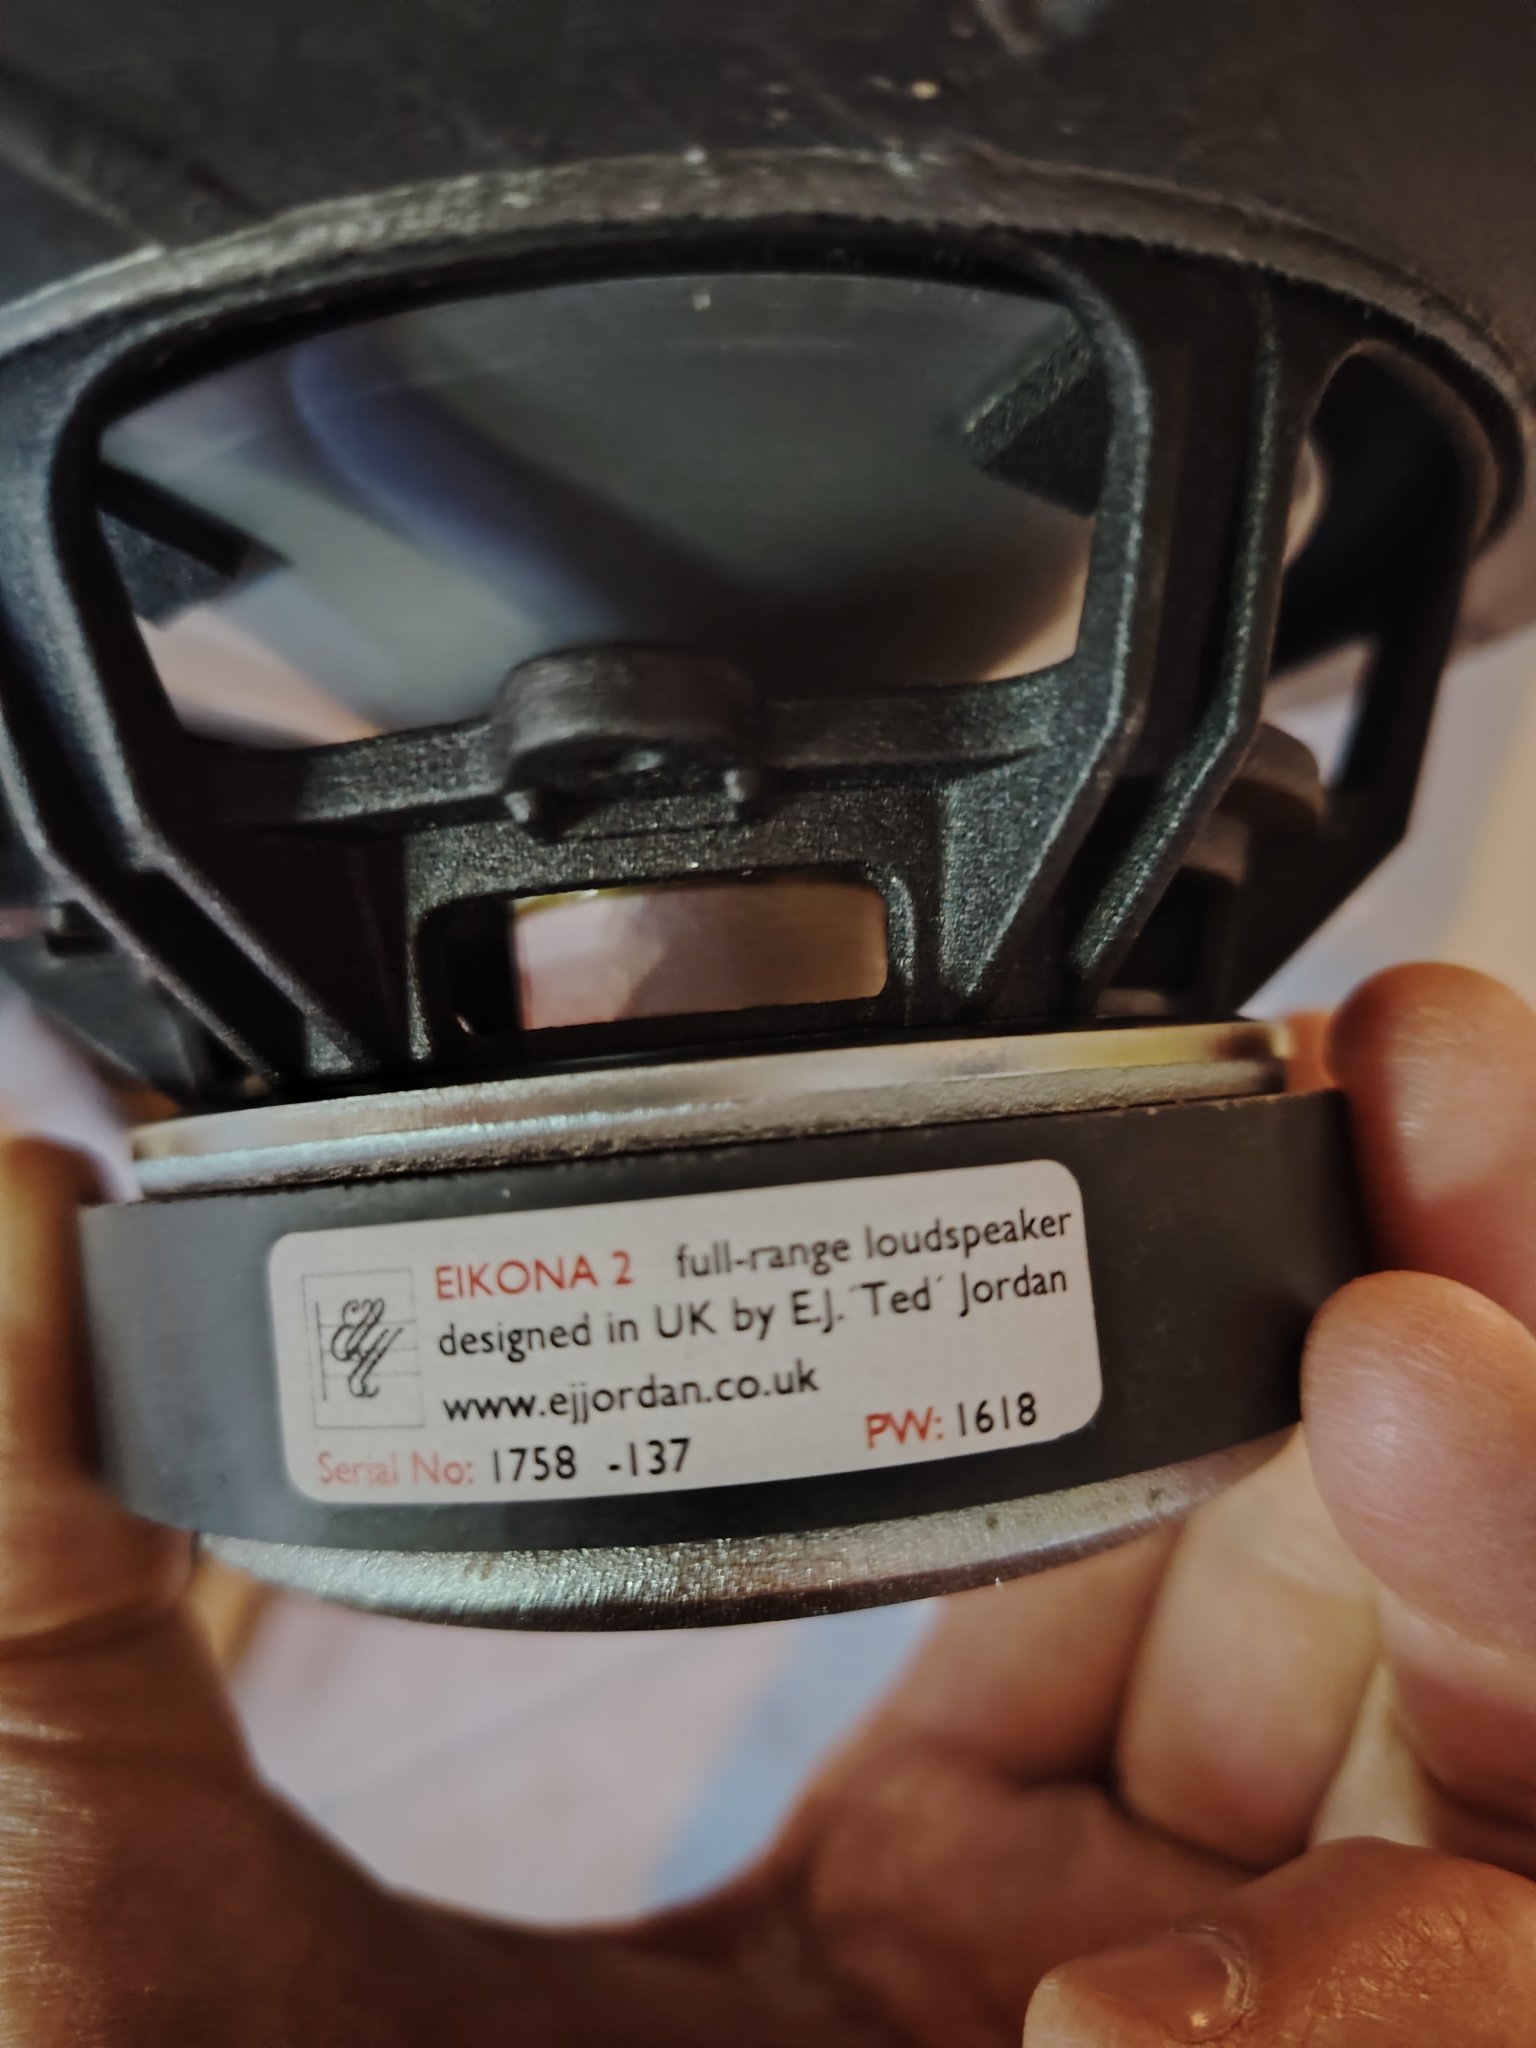 EIKONA 2 full-range loudspeaker
designed in UK by E.J. ´Ted´ Jordan
www.ejjordan.co.uk
Serial No: 1758 -137 PW: 1618